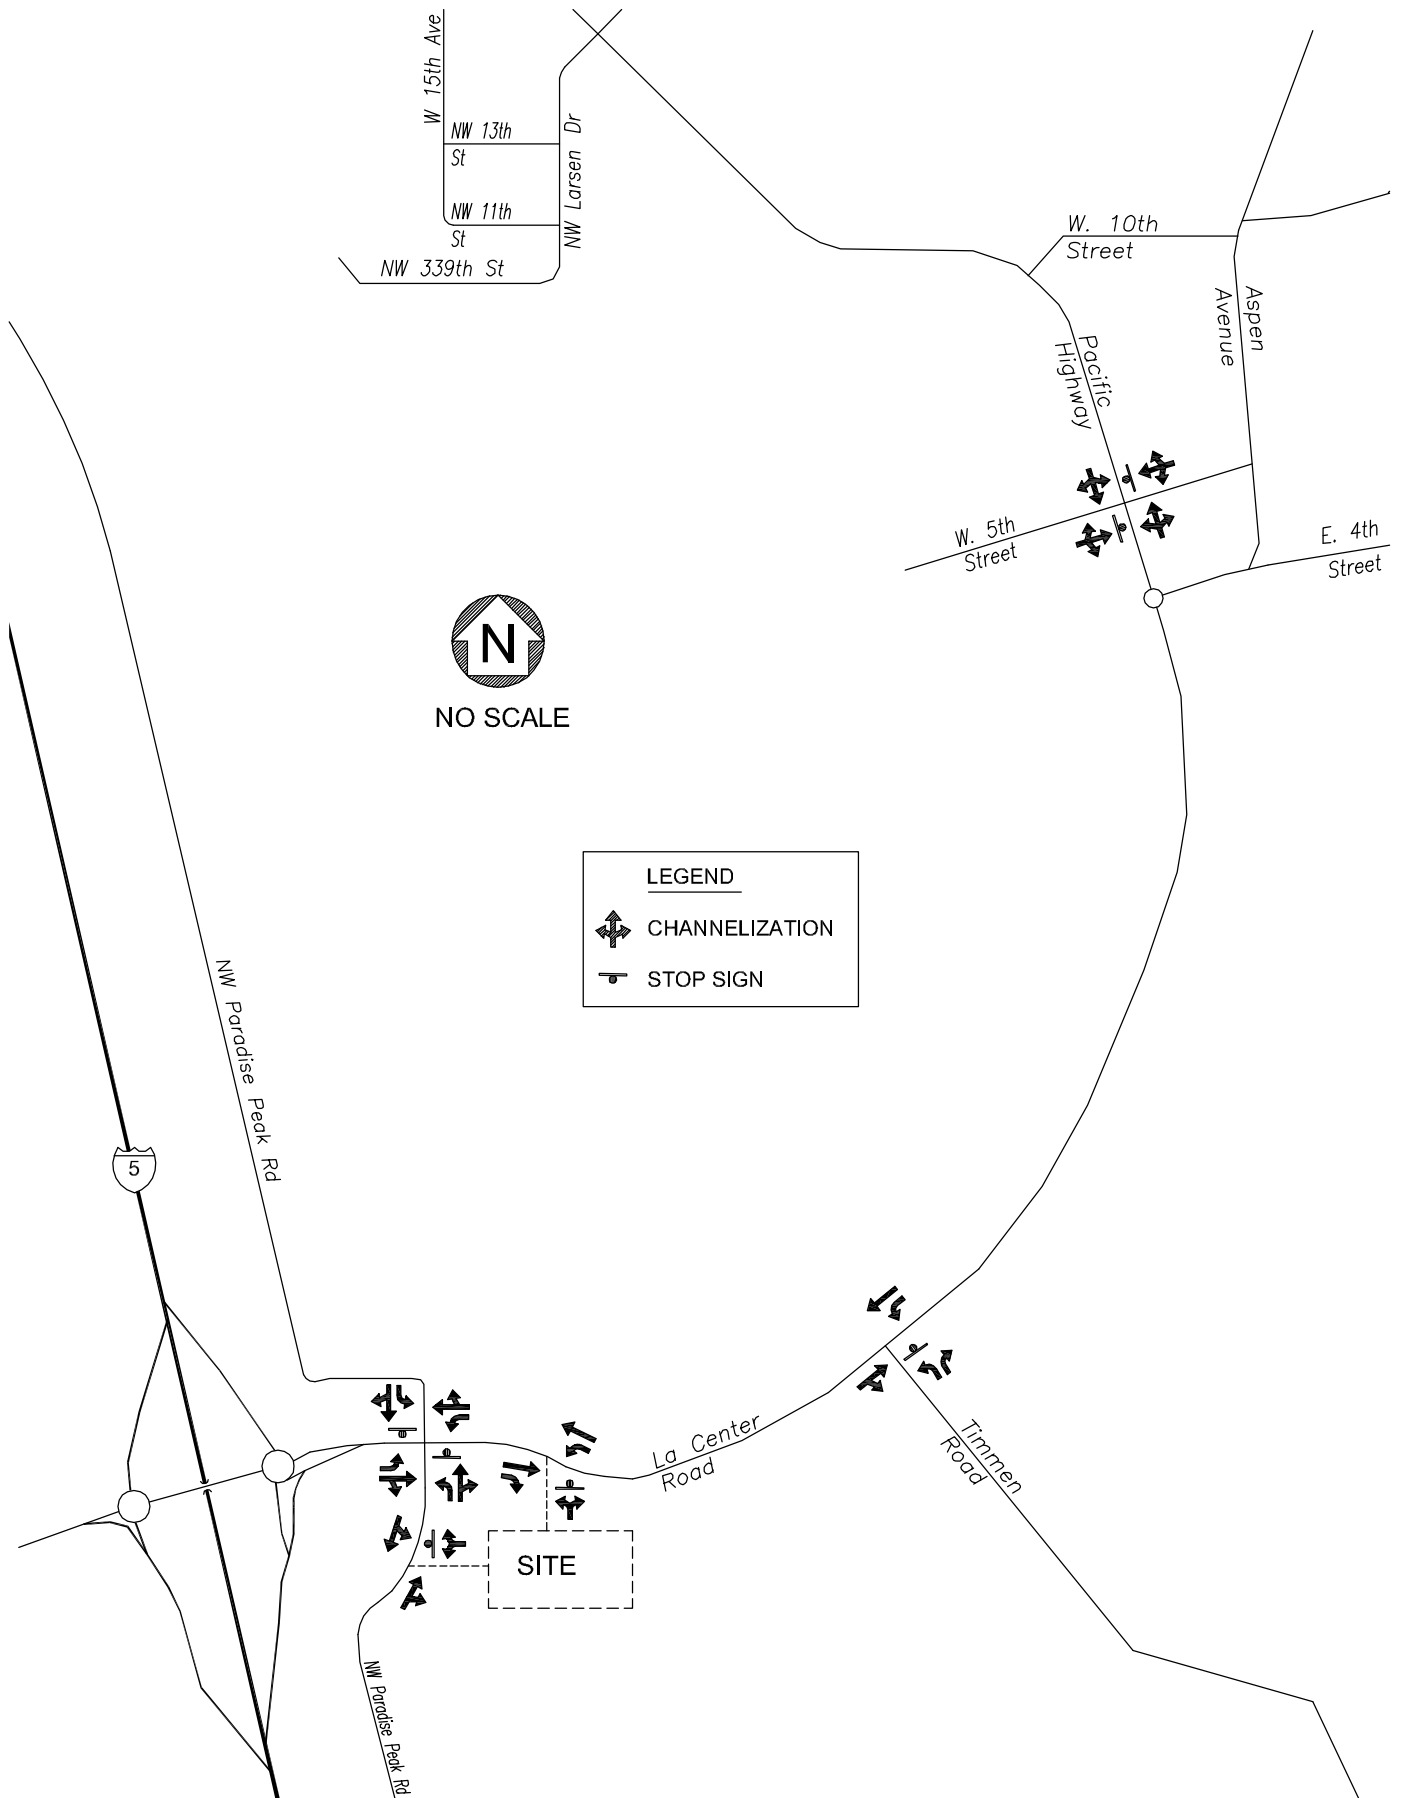 W 15th Ave
NW 13th
St
NW Larsen Dr
NW 11th
St
NW 339th St
W. 10th
Street
Aspen
Avenue
Pacific
Highway
W. 5th
Street
E. 4th
Street
N
NO SCALE
LEGEND
CHANNELIZATION
STOP SIGN
NW Paradise Peak Rd
5
La Center
Road
Timmen
Road
SITE
NW Paradise Peak Rd